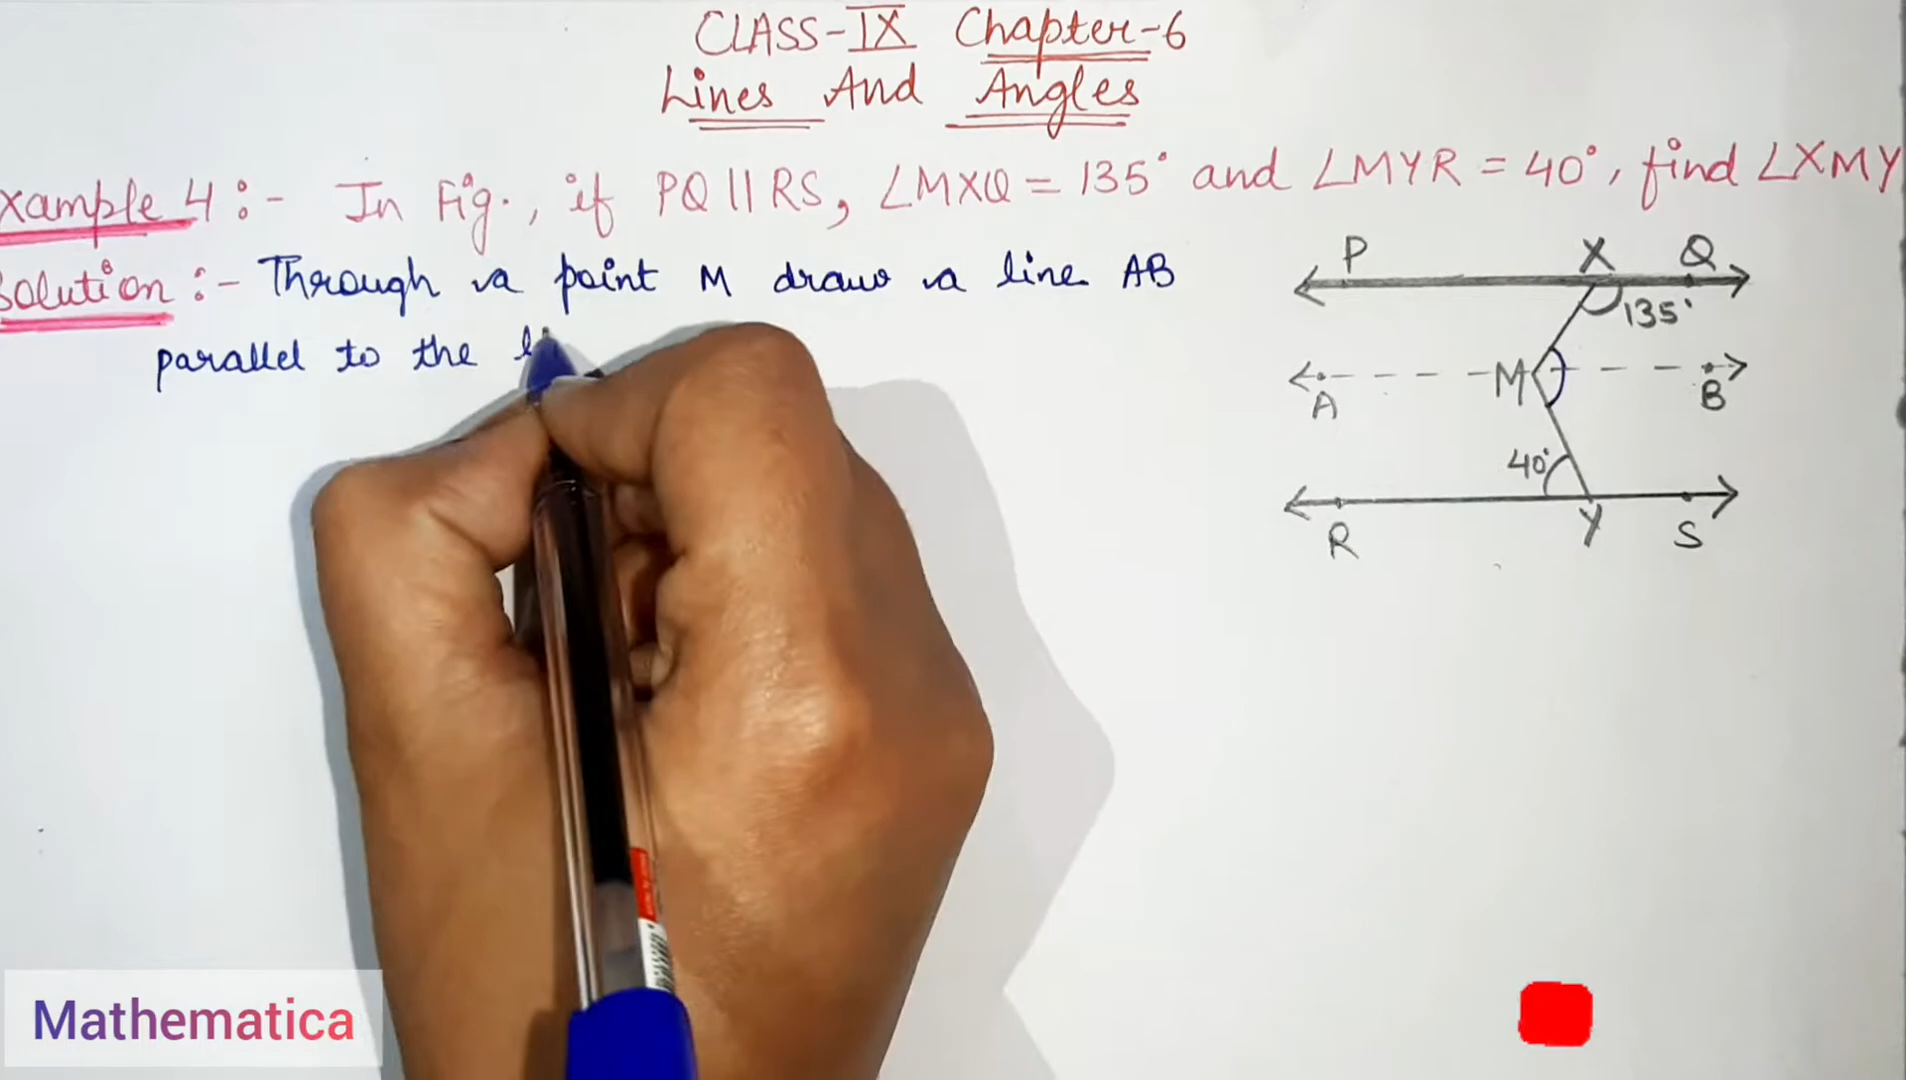 CLASS-IX Chapter-6
Lines And Angles
xample 4:- In Fig., if PQ || RS, ∠MXQ = 135° and ∠MYR = 40°, find ∠XMY
Solution :- Through a point M draw a line AB
parallel to the
P X Q
135°
M
A B
40°
R Y S
Mathematica